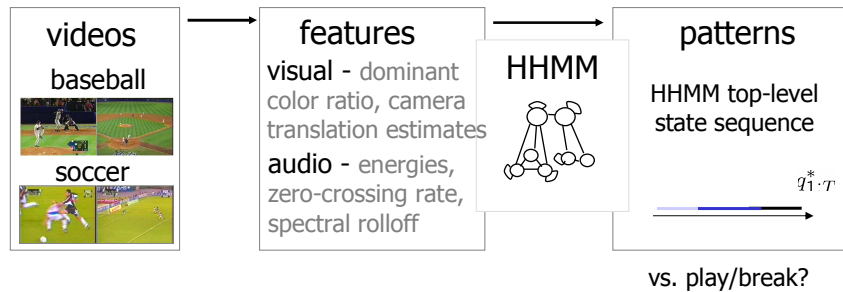 videos
baseball
soccer
features
visual - dominant
color ratio, camera
translation estimates
audio - energies,
zero-crossing rate,
spectral rolloff
HHMM
patterns
HHMM top-level
state sequence
q*1:T
vs. play/break?